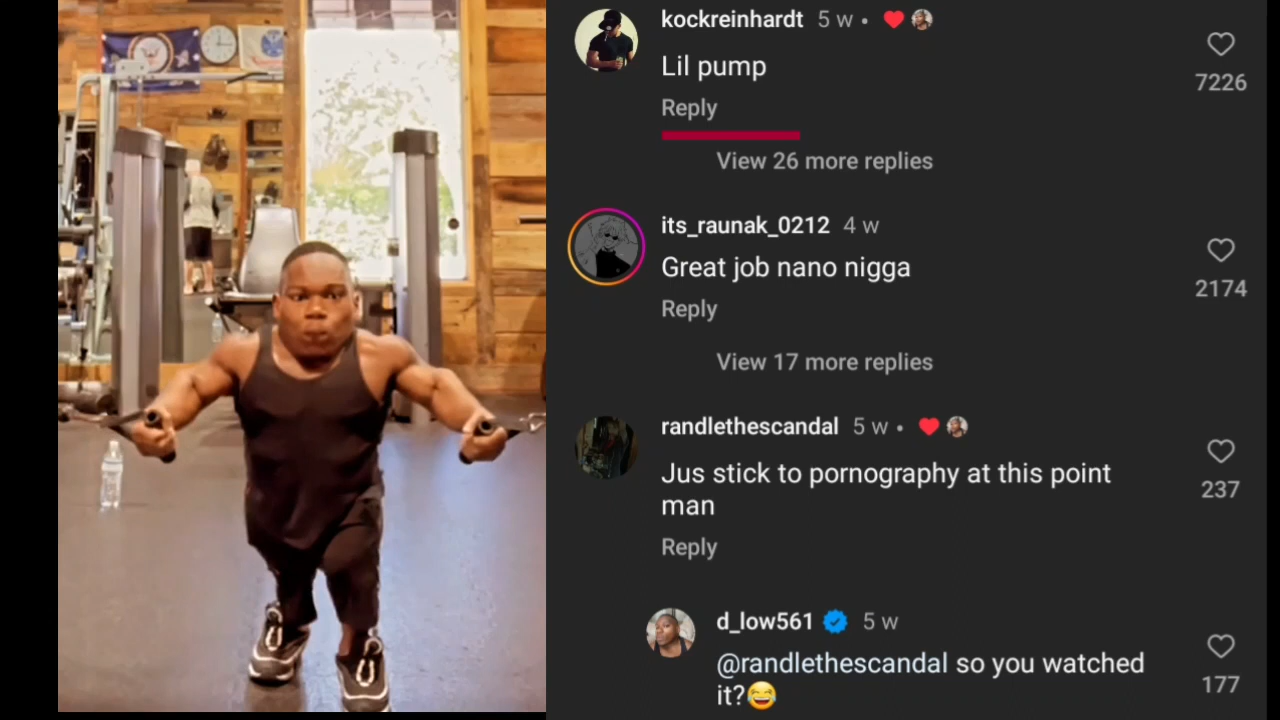 kockreinhardt 5 w •
Lil pump
7226
Reply
View 26 more replies
its_raunak_0212 4 w
Great job nano nigga
2174
Reply
View 17 more replies
randlethescandal 5 w •
Jus stick to pornography at this point
man
237
Reply
d_low561 5 w
@randlethescandal so you watched
it?😂
177